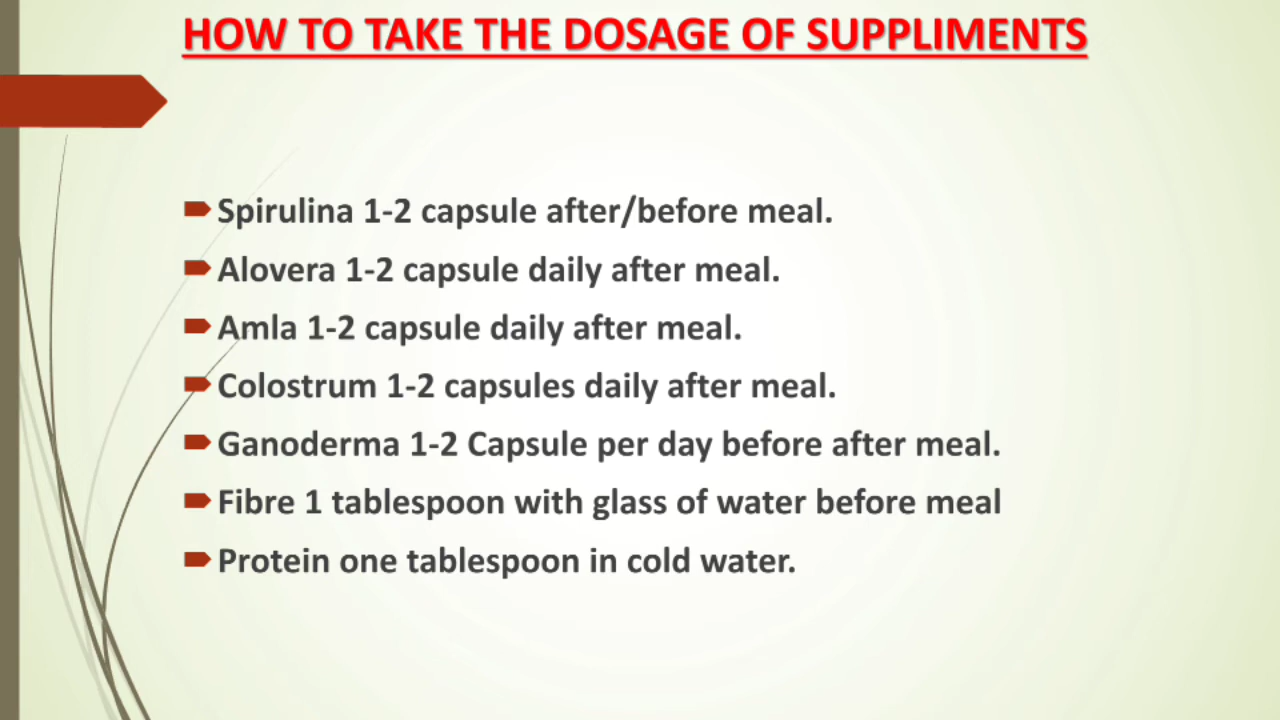 HOW TO TAKE THE DOSAGE OF SUPPLIMENTS
Spirulina 1-2 capsule after/before meal.
Alovera 1-2 capsule daily after meal.
Amla 1-2 capsule daily after meal.
Colostrum 1-2 capsules daily after meal.
Ganoderma 1-2 Capsule per day before after meal.
Fibre 1 tablespoon with glass of water before meal
Protein one tablespoon in cold water.